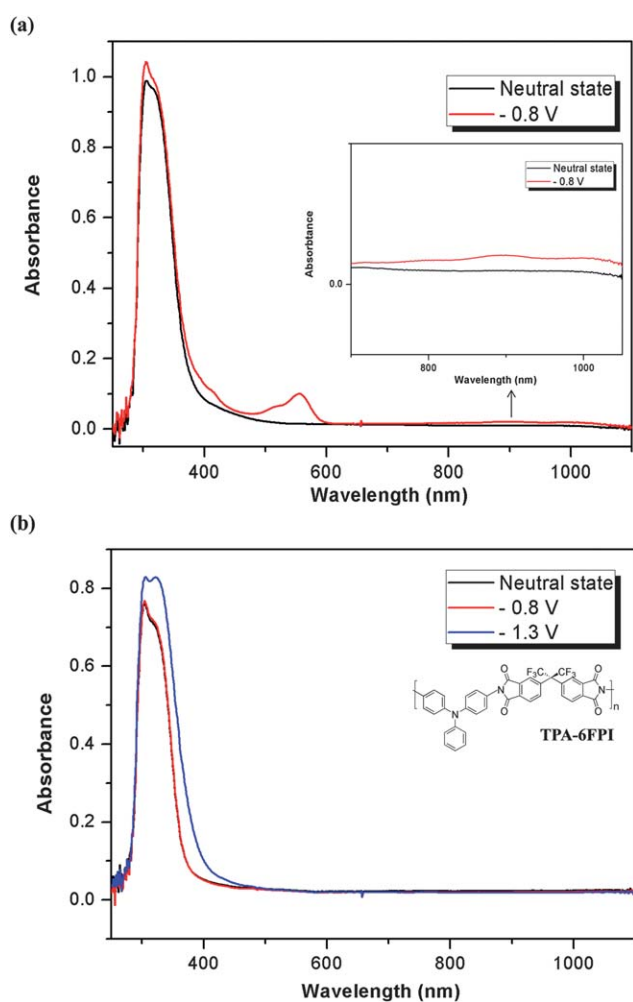 (a)
1.0
0.8
0.6
0.4
0.2
0.0
Absorbance
400
600
800
1000
Wavelength (nm)
Neutral state
- 0.8 V
Neutral state
- 0.8 V
Absorbtance
0.0
800
1000
Wavelength (nm)
(b)
0.8
0.6
0.4
0.2
0.0
Absorbance
400
600
800
1000
Wavelength (nm)
Neutral state
- 0.8 V
- 1.3 V
F₃C CF₃
O O
N N
O O
n
N
TPA-6FPI